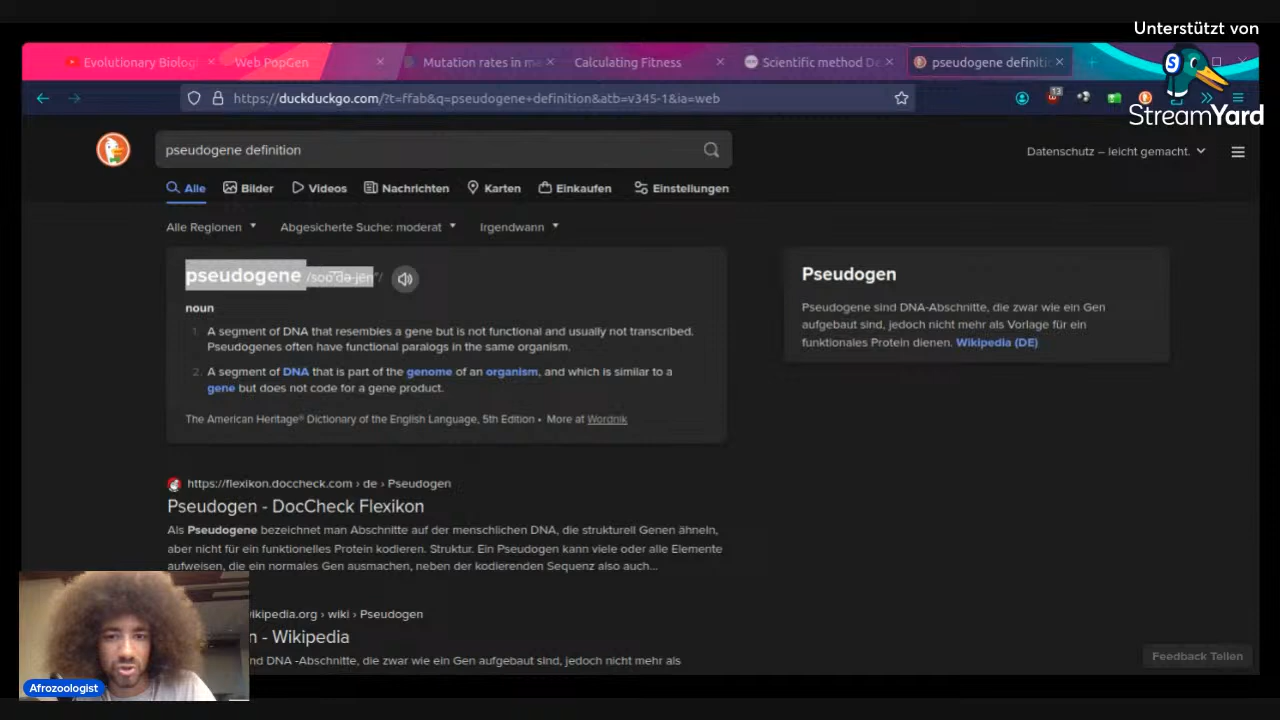 Unterstützt von
StreamYard
Evolutionary Biolog
Web PopGen
Mutation rates in m
Calculating Fitness
Scientific method De
pseudogene definiti
https://duckduckgo.com/?t=ffab&q=pseudogene+definition&atb=v345-1&ia=web
13
pseudogene definition
Datenschutz – leicht gemacht.
Alle
Bilder
Videos
Nachrichten
Karten
Einkaufen
Einstellungen
Alle Regionen
Abgesicherte Suche: moderat
Irgendwann
pseudogene
noun
1. A segment of DNA that resembles a gene but is not functional and usually not transcribed.
Pseudogenes often have functional paralogs in the same organism.
2. A segment of DNA that is part of the genome of an organism, and which is similar to a
gene but does not code for a gene product.
The American Heritage® Dictionary of the English Language, 5th Edition • More at Wordnik
Pseudogen
Pseudogene sind DNA-Abschnitte, die zwar wie ein Gen
aufgebaut sind, jedoch nicht mehr als Vorlage für ein
funktionales Protein dienen. Wikipedia (DE)
https://flexikon.doccheck.com › de › Pseudogen
Pseudogen - DocCheck Flexikon
Als Pseudogene bezeichnet man Abschnitte auf der menschlichen DNA, die strukturell Genen ähneln,
aber nicht für ein funktionelles Protein kodieren. Struktur. Ein Pseudogen kann viele oder alle Elemente
aufweisen, die ein normales Gen ausmachen, neben der kodierenden Sequenz also auch...
ikipedia.org › wiki › Pseudogen
n - Wikipedia
nd DNA -Abschnitte, die zwar wie ein Gen aufgebaut sind, jedoch nicht mehr als
Feedback Teilen
Afrozoologist